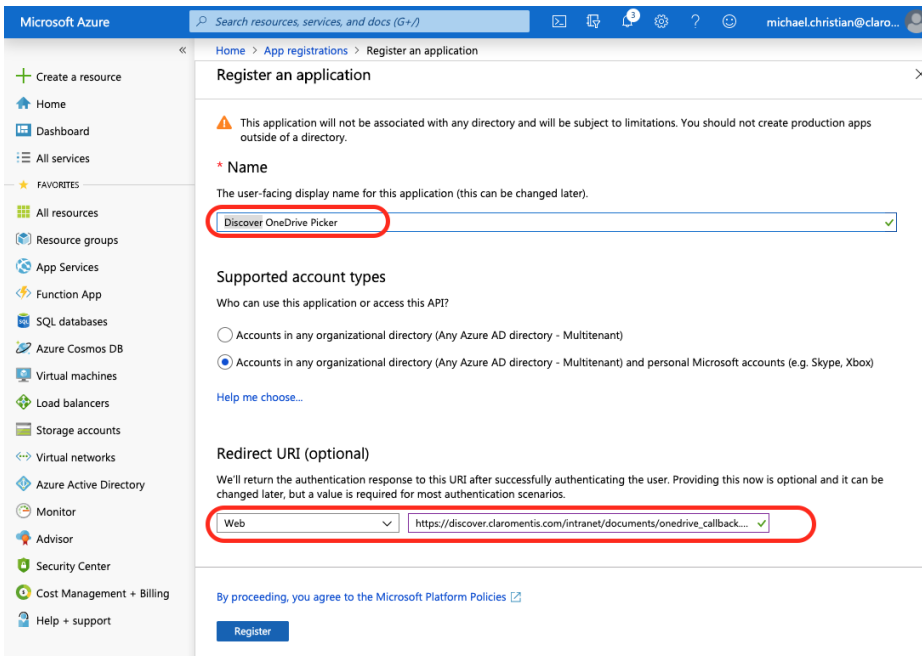 Microsoft Azure
Search resources, services, and docs (G+/)
3
michael.christian@claro...
«
Home > App registrations > Register an application
Create a resource
Home
Dashboard
All services
FAVORITES
All resources
Resource groups
App Services
Function App
SQL databases
Azure Cosmos DB
Virtual machines
Load balancers
Storage accounts
Virtual networks
Azure Active Directory
Monitor
Advisor
Security Center
Cost Management + Billing
Help + support
Register an application
This application will not be associated with any directory and will be subject to limitations. You should not create production apps
outside of a directory.
* Name
The user-facing display name for this application (this can be changed later).
Discover OneDrive Picker
Supported account types
Who can use this application or access this API?
Accounts in any organizational directory (Any Azure AD directory - Multitenant)
Accounts in any organizational directory (Any Azure AD directory - Multitenant) and personal Microsoft accounts (e.g. Skype, Xbox)
Help me choose...
Redirect URI (optional)
We'll return the authentication response to this URI after successfully authenticating the user. Providing this now is optional and it can be
changed later, but a value is required for most authentication scenarios.
Web
https://discover.claromentis.com/intranet/documents/onedrive_callback....
By proceeding, you agree to the Microsoft Platform Policies
Register